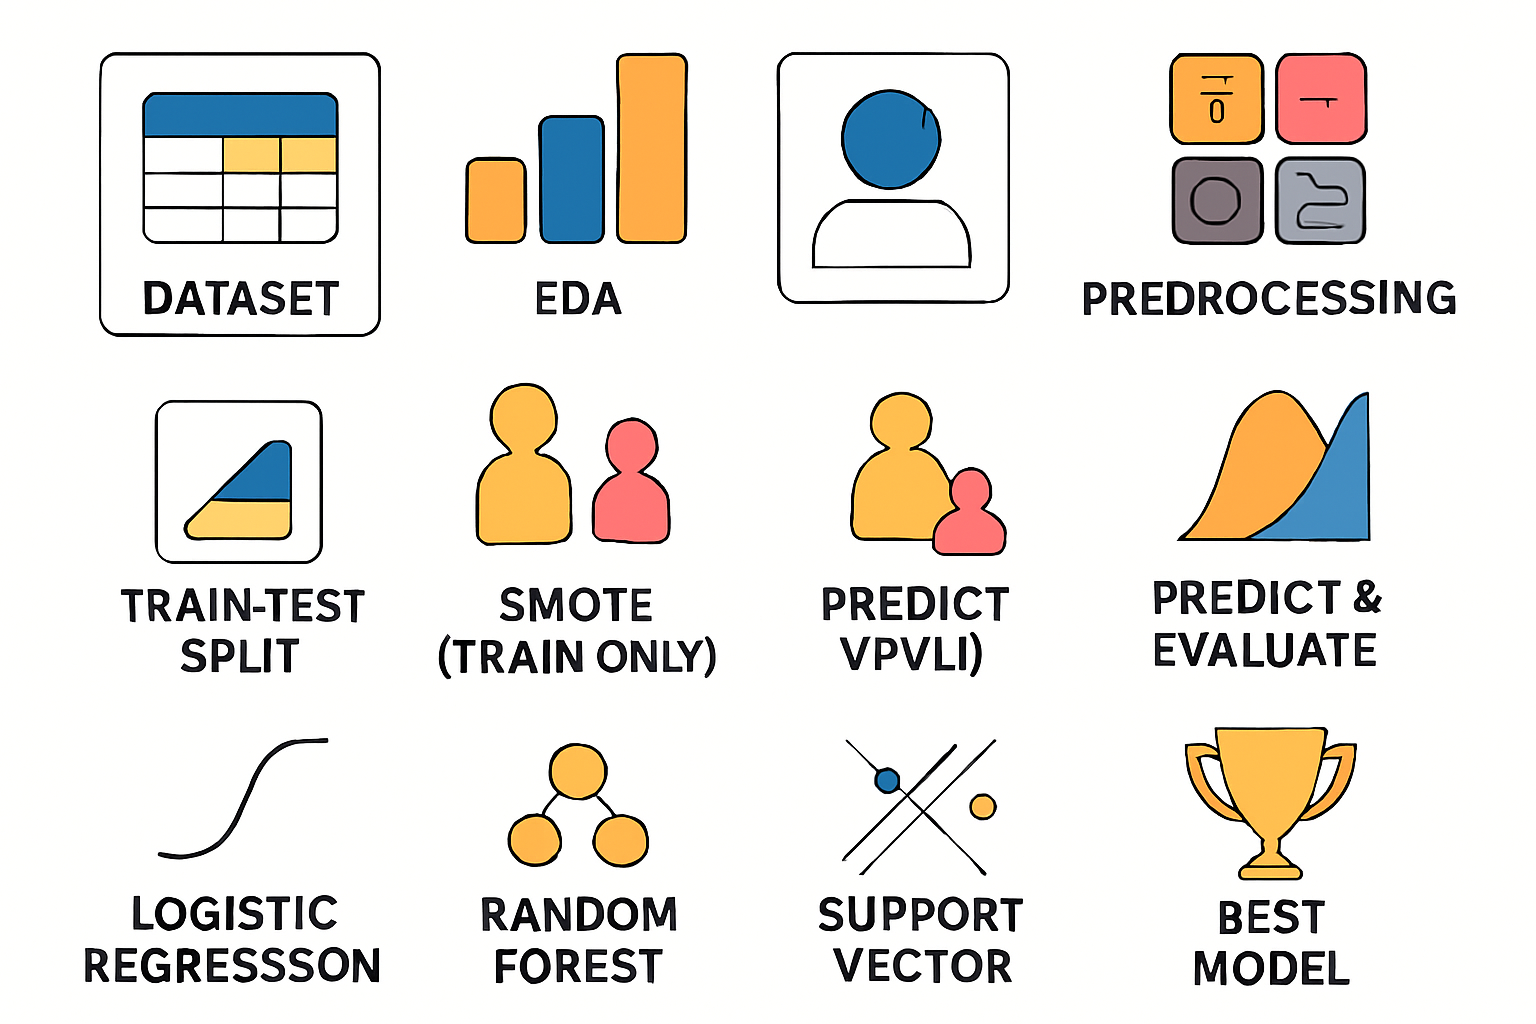 DATASET
EDA
PREDROCESSING
TRAIN-TEST
SPLIT
SMOTE
(TRAIN ONLY)
PREDICT
VPVLI)
PREDICT &
EVALUATE
LOGISTIC
REGRESSSON
RANDOM
FOREST
SUPPORT
VECTOR
BEST
MODEL